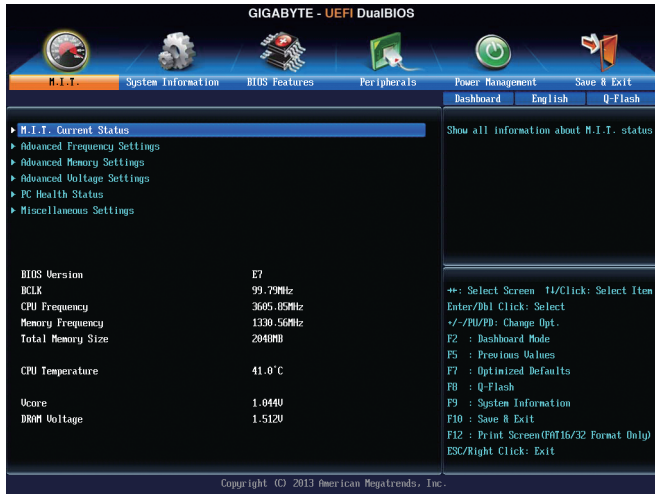 GIGABYTE - UEFI DualBIOS
M.I.T. System Information BIOS Features Peripherals Power Management Save & Exit
Dashboard English Q-Flash
M.I.T. Current Status
Advanced Frequency Settings
Advanced Memory Settings
Advanced Voltage Settings
PC Health Status
Miscellaneous Settings
BIOS Version E7
BCLK 99.79MHz
CPU Frequency 3605.85MHz
Memory Frequency 1330.56MHz
Total Memory Size 2048MB
CPU Temperature 41.0°C
Vcore 1.044V
DRAM Voltage 1.512V
Show all information about M.I.T. status
→←: Select Screen ↑↓/Click: Select Item
Enter/Dbl Click: Select
+/-/PU/PD: Change Opt.
F2 : Dashboard Mode
F5 : Previous Values
F7 : Optimized Defaults
F8 : Q-Flash
F9 : System Information
F10 : Save & Exit
F12 : Print Screen(FAT16/32 Format Only)
ESC/Right Click: Exit
Copyright (C) 2013 American Megatrends, Inc.